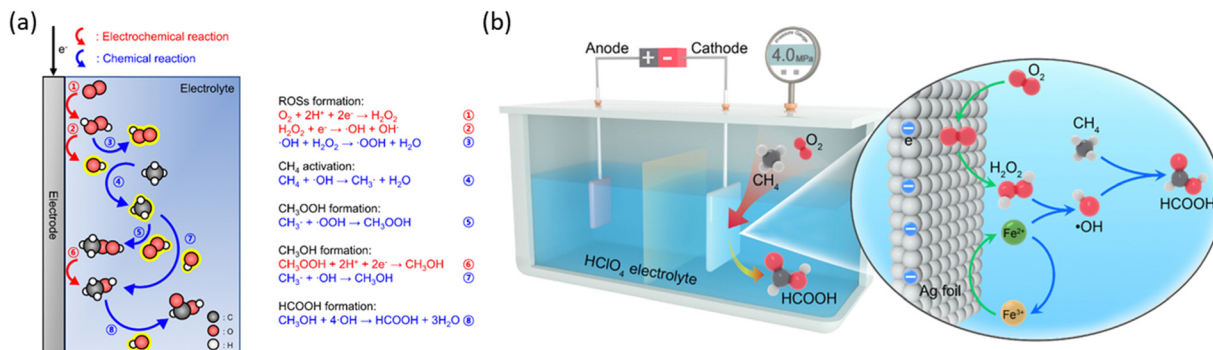 (a)
: Electrochemical reaction
: Chemical reaction
e⁻
Electrolyte
Electrode
①
②
③
④
⑤
⑥
⑦
⑧
: C
: O
: H
ROSs formation:
O₂ + 2H⁺ + 2e⁻ → H₂O₂ ①
H₂O₂ + e⁻ → ·OH + OH⁻ ②
·OH + H₂O₂ → ·OOH + H₂O ③
CH₄ activation:
CH₄ + ·OH → CH₃· + H₂O ④
CH₃OOH formation:
CH₃· + ·OOH → CH₃OOH ⑤
CH₃OH formation:
CH₃OOH + 2H⁺ + 2e⁻ → CH₃OH ⑥
CH₃· + ·OH → CH₃OH ⑦
HCOOH formation:
CH₃OH + 4·OH → HCOOH + 3H₂O ⑧
(b)
Anode
+
−
Cathode
Pressure Gauge
4.0MPa
O₂
CH₄
HClO₄ electrolyte
HCOOH
O₂
e⁻
CH₄
H₂O₂
HCOOH
•OH
Fe²⁺
Ag foil
Fe³⁺